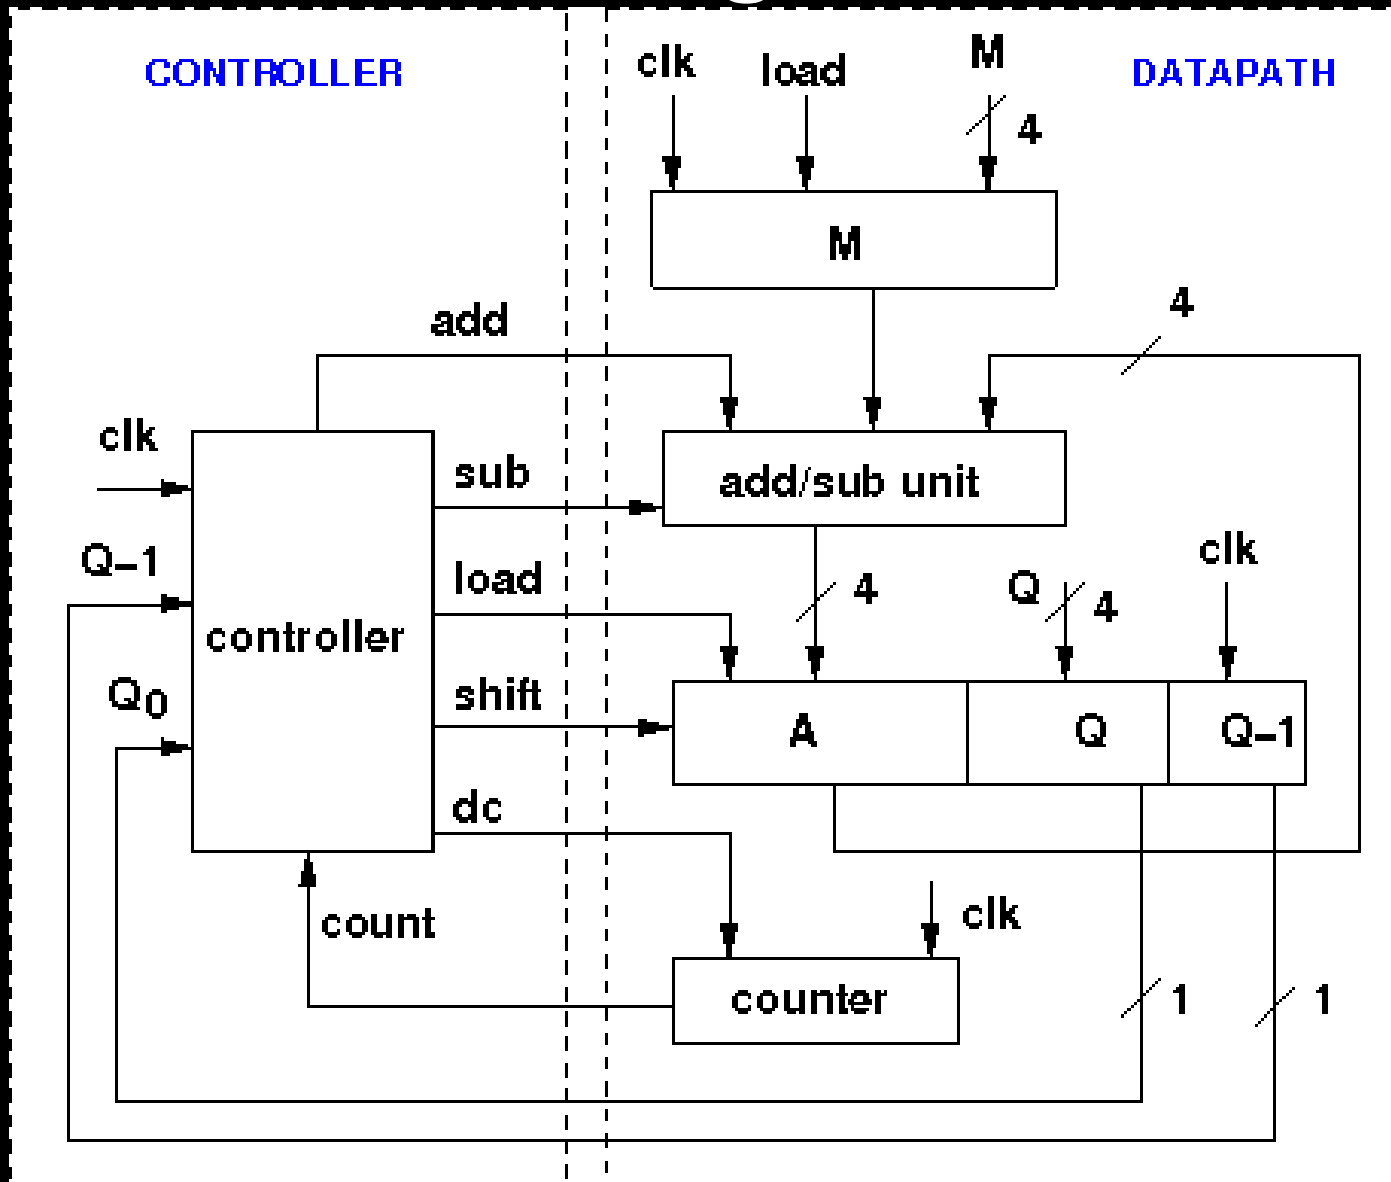 CONTROLLER
DATAPATH
clk
load
M
4
M
add
4
clk
sub
add/sub unit
Q–1
load
4
Q
4
clk
controller
Q0
shift
A
Q
Q–1
dc
count
clk
counter
1
1